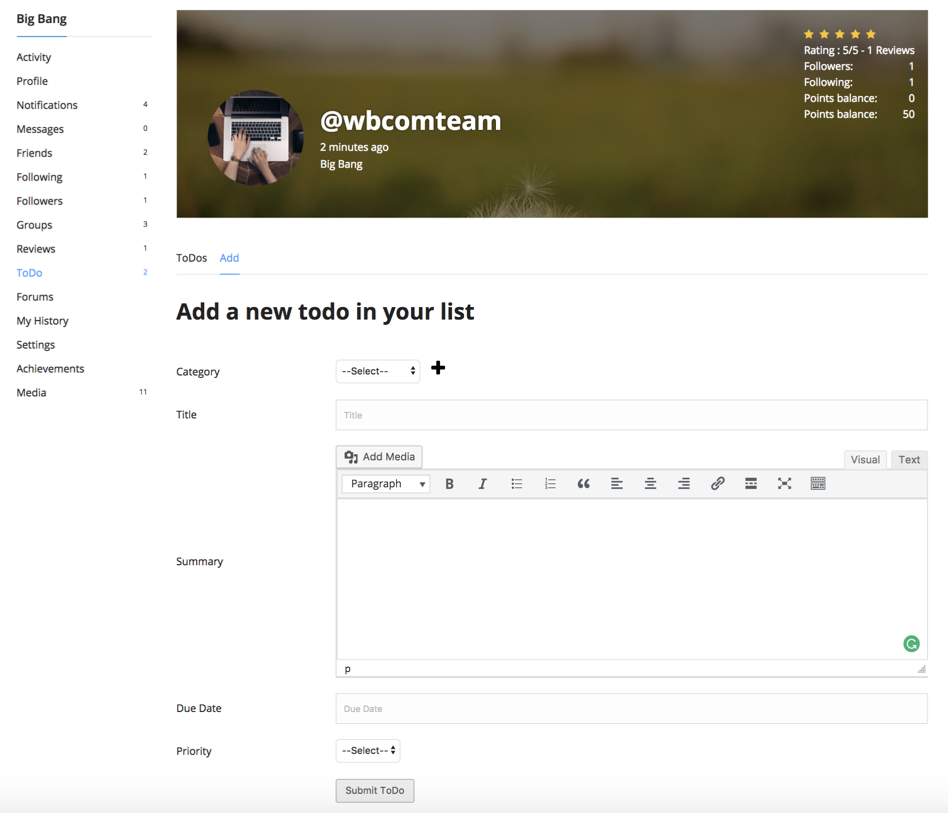 Big Bang
Activity
Profile
Notifications 4
Messages 0
Friends 2
Following 1
Followers 1
Groups 3
Reviews 1
ToDo 2
Forums
My History
Settings
Achievements
Media 11
@wbcomteam
2 minutes ago
Big Bang
Rating : 5/5 - 1 Reviews
Followers: 1
Following: 1
Points balance: 0
Points balance: 50
ToDos Add
Add a new todo in your list
Category --Select--
Title Title
Add Media Visual Text
Paragraph B I
Summary
p
Due Date Due Date
Priority --Select--
Submit ToDo